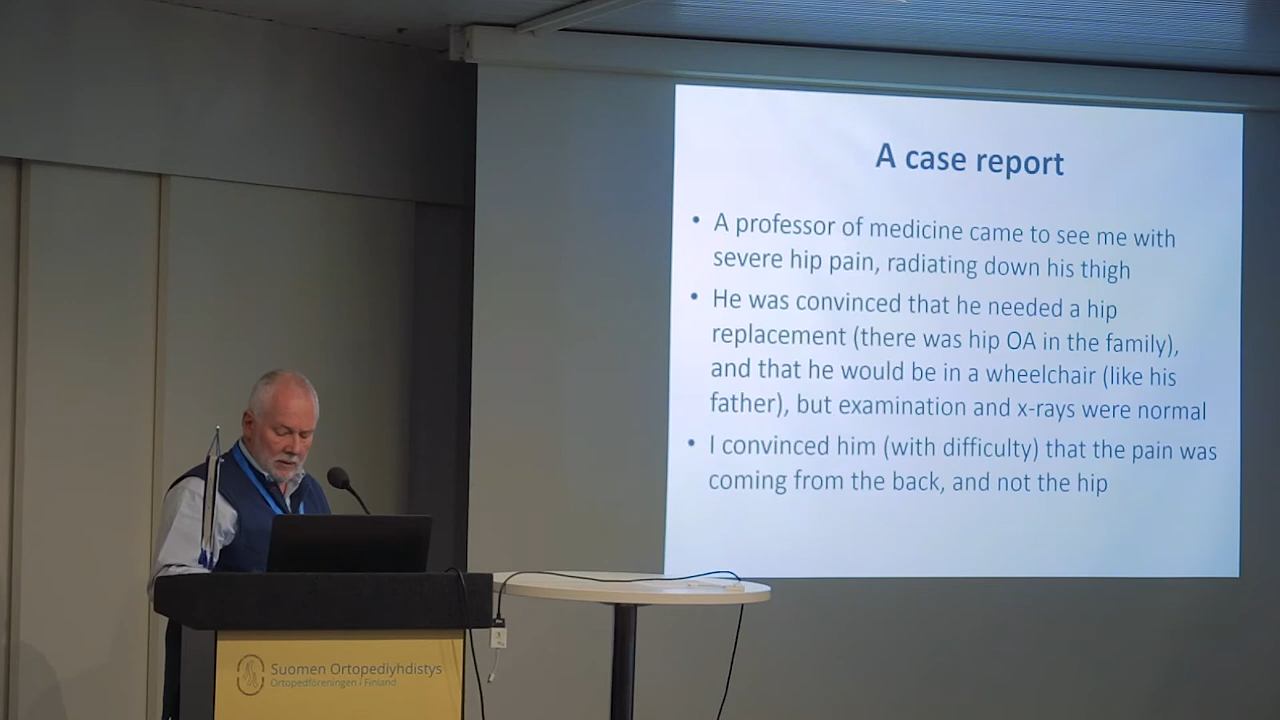 A case report
• A professor of medicine came to see me with
severe hip pain, radiating down his thigh
• He was convinced that he needed a hip
replacement (there was hip OA in the family),
and that he would be in a wheelchair (like his
father), but examination and x-rays were normal
• I convinced him (with difficulty) that the pain was
coming from the back, and not the hip
Suomen Ortopediyhdistys
Ortopedföreningen i Finland